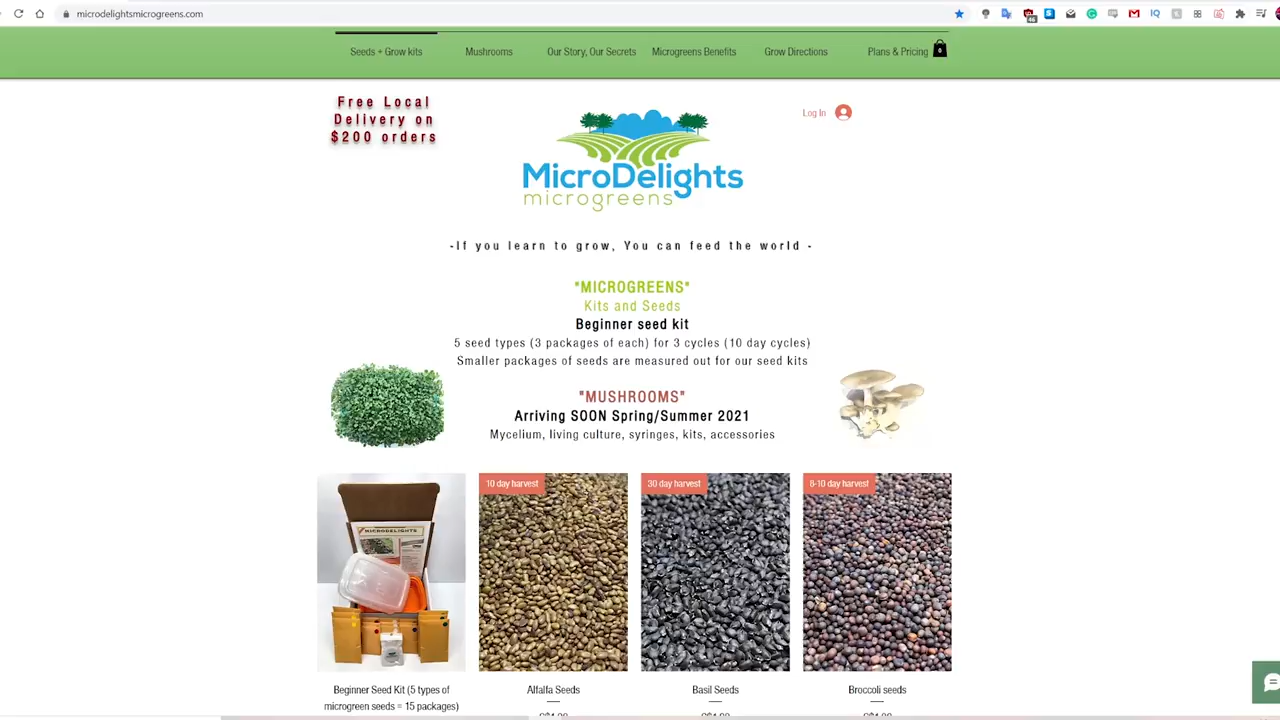 microdelightsmicrogreens.com
46
Seeds + Grow kits
Mushrooms
Our Story, Our Secrets
Microgreens Benefits
Grow Directions
Plans & Pricing
0
Free Local
Delivery on
$200 orders
Log In
MicroDelights
microgreens
-If you learn to grow, You can feed the world -
"MICROGREENS"
Kits and Seeds
Beginner seed kit
5 seed types (3 packages of each) for 3 cycles (10 day cycles)
Smaller packages of seeds are measured out for our seed kits
"MUSHROOMS"
Arriving SOON Spring/Summer 2021
Mycelium, living culture, syringes, kits, accessories
MICRODELIGHTS
10 day harvest
30 day harvest
8-10 day harvest
Beginner Seed Kit (5 types of
microgreen seeds = 15 packages)
Alfalfa Seeds
Basil Seeds
Broccoli seeds